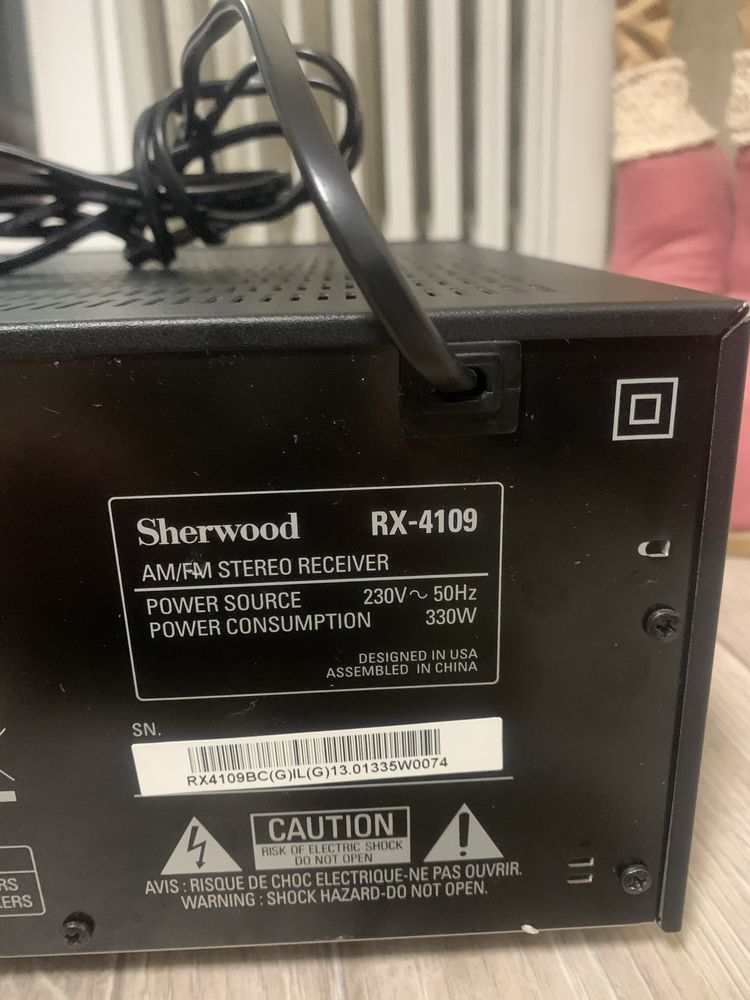 Sherwood RX-4109
AM/FM STEREO RECEIVER
POWER SOURCE 230V~ 50Hz
POWER CONSUMPTION 330W
DESIGNED IN USA
ASSEMBLED IN CHINA
SN.
RX4109BC(G)IL(G)13.01335W0074
CAUTION
RISK OF ELECTRIC SHOCK
DO NOT OPEN
AVIS : RISQUE DE CHOC ELECTRIQUE-NE PAS OUVRIR.
WARNING : SHOCK HAZARD-DO NOT OPEN.